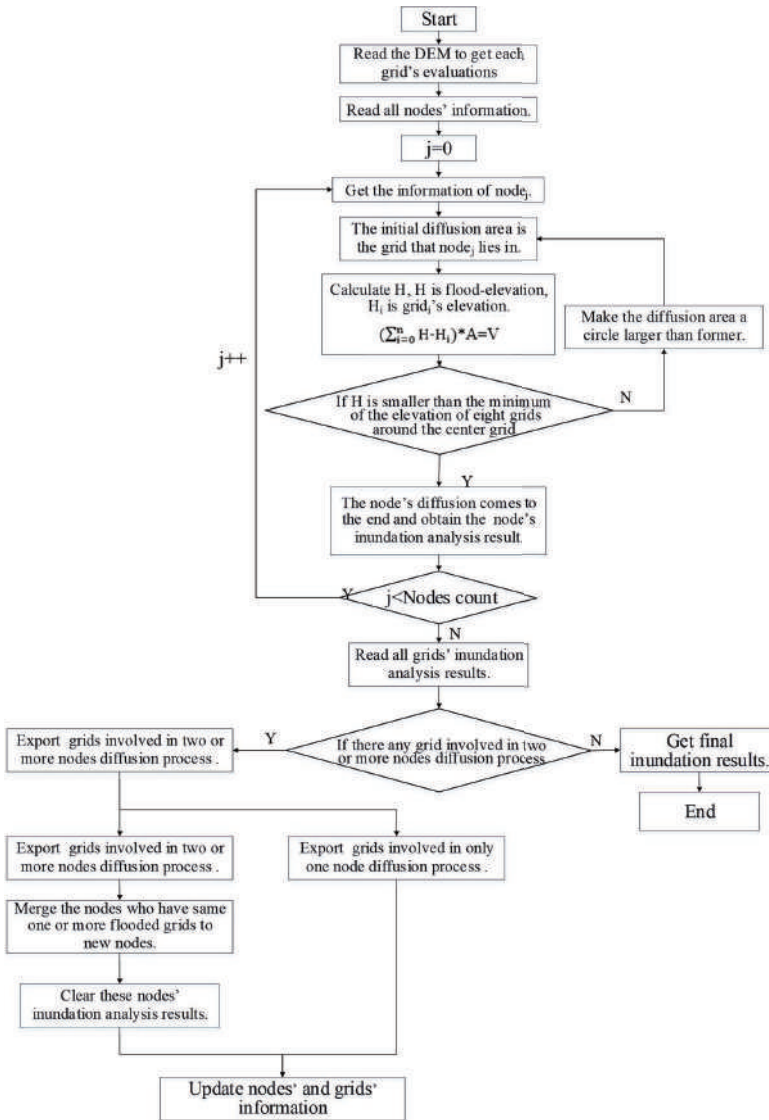 Start
Read the DEM to get each
grid's evaluations
Read all nodes' information.
j=0
Get the information of nodej.
The initial diffusion area is
the grid that nodej lies in.
Calculate H, H is flood-elevation,
Hi is gridi's elevation.
(∑ⁿi=0 H-Hi)*A=V
Make the diffusion area a
circle larger than former.
j++
If H is smaller than the minimum
of the elevation of eight grids
around the center grid
N
Y
The node's diffusion comes to
the end and obtain the node's
inundation analysis result
j<Nodes count
Y
N
Read all grids' inundation
analysis results.
If there any grid involved in two
or more nodes diffusion process
Y
N
Export grids involved in two or
more nodes diffusion process .
Get final
inundation results.
End
Export grids involved in two or
more nodes diffusion process .
Export grids involved in only
one node diffusion process .
Merge the nodes who have same
one or more flooded grids to
new nodes.
Clear these nodes'
inundation analysis results.
Update nodes' and grids'
information